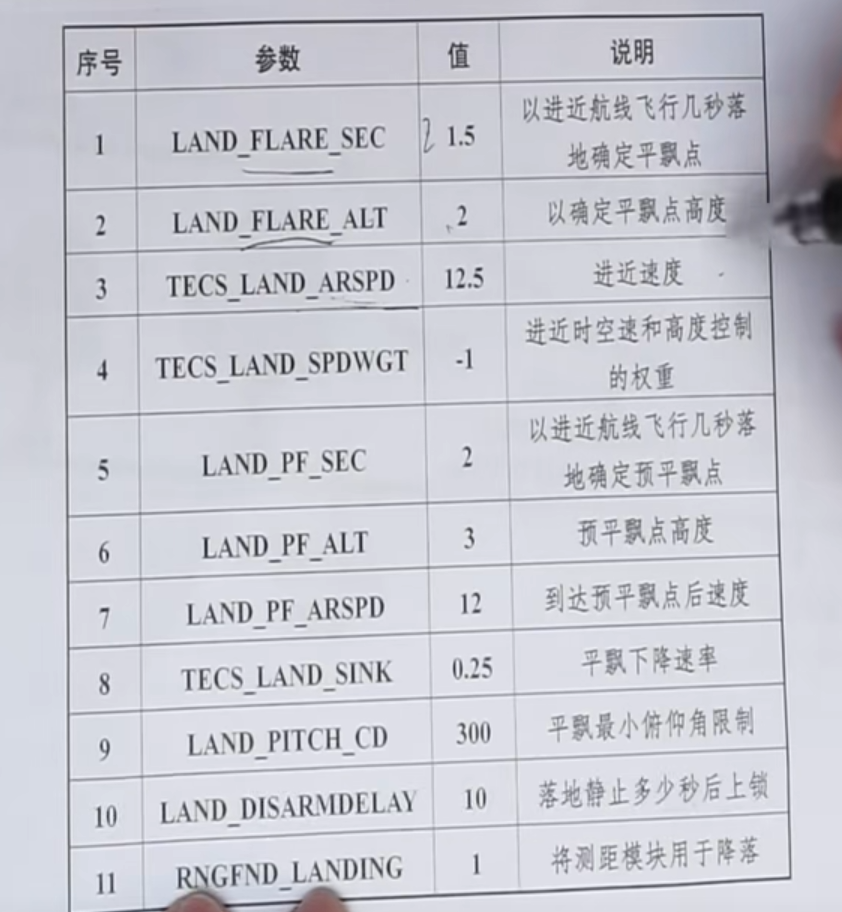 序号 参数 值 说明
1 LAND_FLARE_SEC 1.5 以进近航线飞行几秒落
地确定平飘点
2 LAND_FLARE_ALT 2 以确定平飘点高度
3 TECS_LAND_ARSPD 12.5 进近速度
4 TECS_LAND_SPDWGT -1 进近时空速和高度控制
的权重
5 LAND_PF_SEC 2 以进近航线飞行几秒落
地确定预平飘点
6 LAND_PF_ALT 3 预平飘点高度
7 LAND_PF_ARSPD 12 到达预平飘点后速度
8 TECS_LAND_SINK 0.25 平飘下降速率
9 LAND_PITCH_CD 300 平飘最小俯仰角限制
10 LAND_DISARMDELAY 10 落地静止多少秒后上锁
11 RNGFND_LANDING 1 将测距模块用于降落